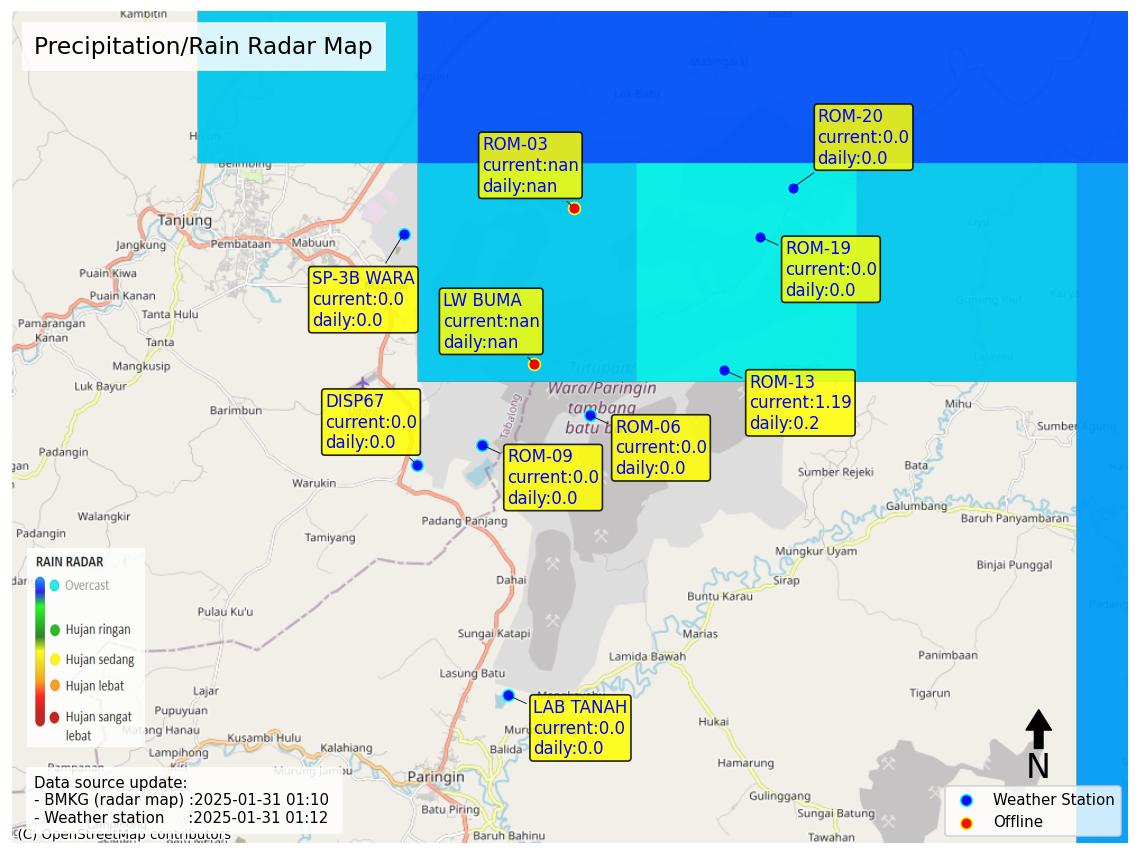 Kambitin
Precipitation/Rain Radar Map
Maningkal
Luk Batu
ROM-20
current:0.0
daily:0.0
ROM-03
current:nan
daily:nan
Belimbing
Tanjung
Jangkung
Pembataan
Mabuun
ROM-19
current:0.0
daily:0.0
Puain Kiwa
SP-3B WARA
current:0.0
daily:0.0
Puain Kanan
LW BUMA
current:nan
daily:nan
Tanta Hulu
Pamarangan
Kanan
Tanta
Mangkusip
Luk Bayur
Tutupan
Wara/Paringin
tambang
batu b
Tabalong
ROM-13
current:1.19
daily:0.2
DISP67
current:0.0
daily:0.0
Barimbun
Mihu
ROM-06
current:0.0
daily:0.0
Sumber Agung
ROM-09
current:0.0
daily:0.0
Bata
Sumber Rejeki
Warukin
Galumbang
Walangkir
Padang Panjang
Baruh Panyambaran
Padangin
Tamiyang
Mungkur Uyam
Binjai Punggal
RAIN RADAR
Overcast
Hujan ringan
Hujan sedang
Hujan lebat
Hujan sangat
lebat
Dahai
Sirap
Buntu Karau
Pulau Ku'u
Sungai Katapi
Marias
Lamida Bawah
Panimbaan
Lasung Batu
Lajar
Tigarun
Pupuyuan
LAB TANAH
current:0.0
daily:0.0
Hukai
Matang Hanau
Kusambi Hulu
Lampihong
Kalahiang
Balida
Hamarung
N
Murung Jambu
Paringin
Data source update:
- BMKG (radar map) :2025-01-31 01:10
- Weather station :2025-01-31 01:12
Gulinggang
Weather Station
Offline
Batu Piring
Sungai Batung
(C) OpenStreetMap contributors
Baruh Bahinu
Tawahan